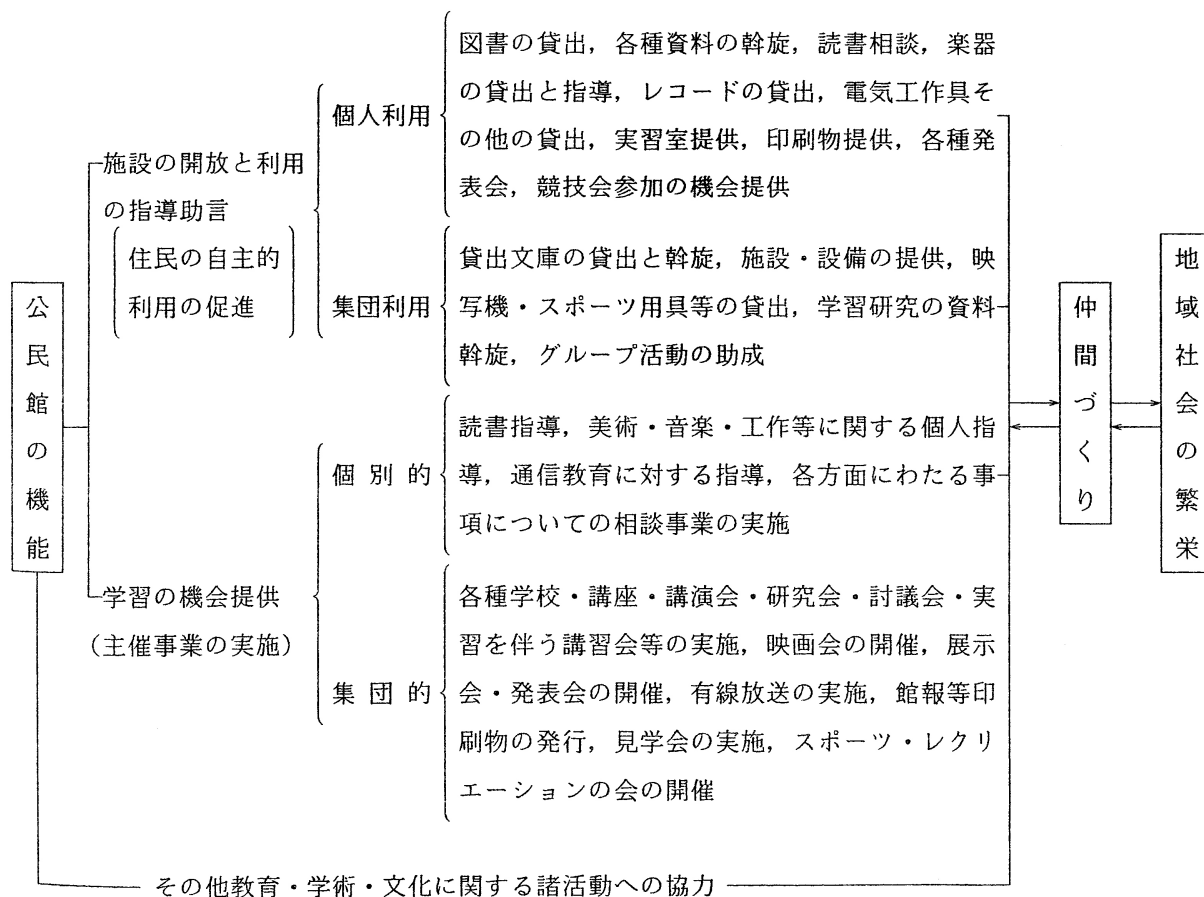 公民館の機能
施設の開放と利用
の指導助言
住民の自主的
利用の促進
個人利用
図書の貸出，各種資料の斡旋，読書相談，楽器
の貸出と指導，レコードの貸出，電気工作具そ
の他の貸出，実習室提供，印刷物提供，各種発
表会，競技会参加の機会提供
集団利用
貸出文庫の貸出と斡旋，施設・設備の提供，映
写機・スポーツ用具等の貸出，学習研究の資料
斡旋，グループ活動の助成
学習の機会提供
（主催事業の実施）
個別的
読書指導，美術・音楽・工作等に関する個人指
導，通信教育に対する指導，各方面にわたる事
項についての相談事業の実施
集団的
各種学校・講座・講演会・研究会・討議会・実
習を伴う講習会等の実施，映画会の開催，展示
会・発表会の開催，有線放送の実施，館報等印
刷物の発行，見学会の実施，スポーツ・レクリ
エーションの会の開催
その他教育・学術・文化に関する諸活動への協力
仲間づくり
地域社会の繁栄